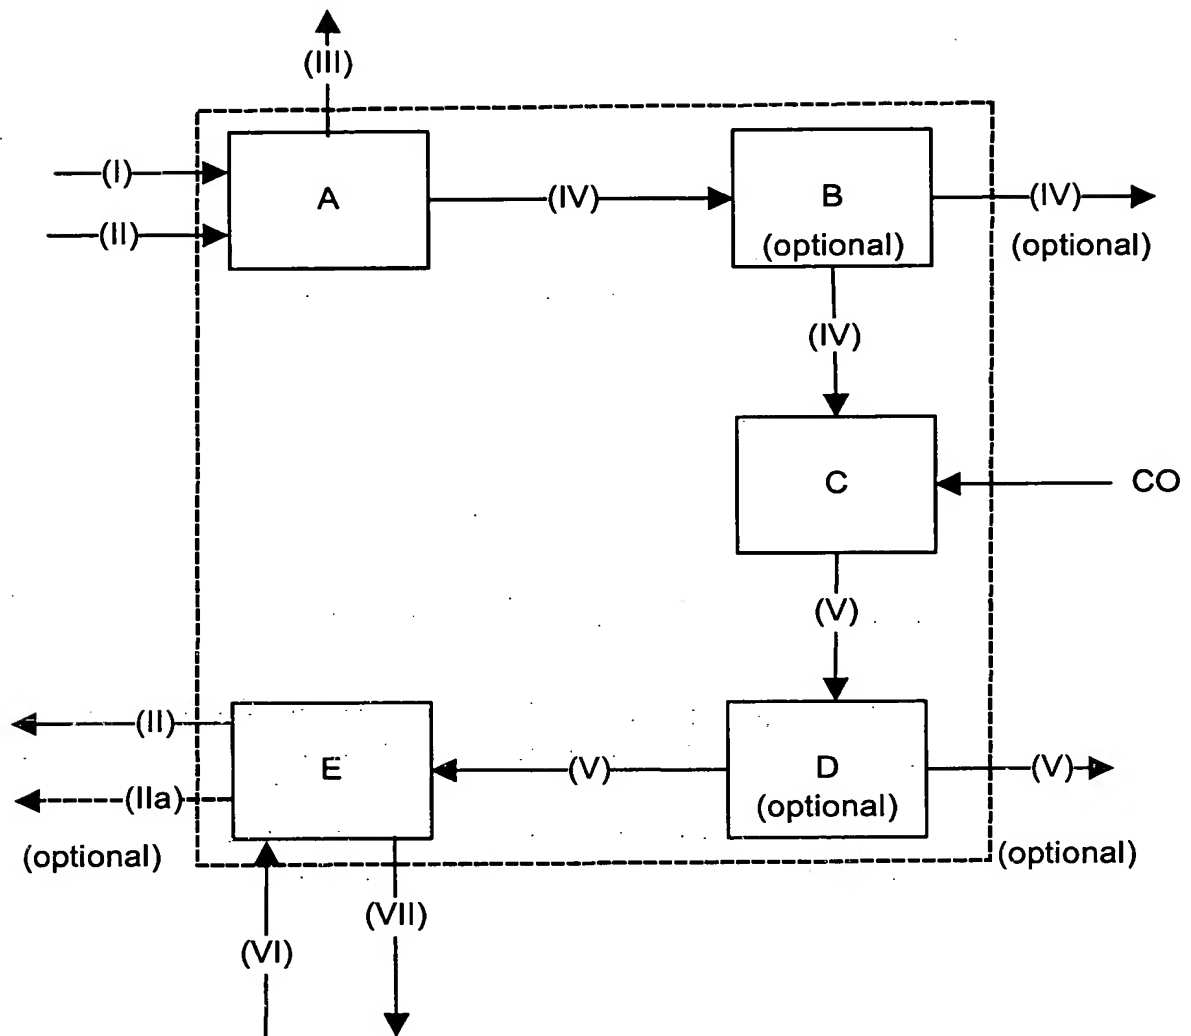 (III)
(I)
(II)
A
(IV)
B
(optional)
(IV)
(optional)
(IV)
C
CO
(V)
(II)
(IIa)
(optional)
E
(V)
D
(optional)
(V)
(optional)
(VI)
(VII)